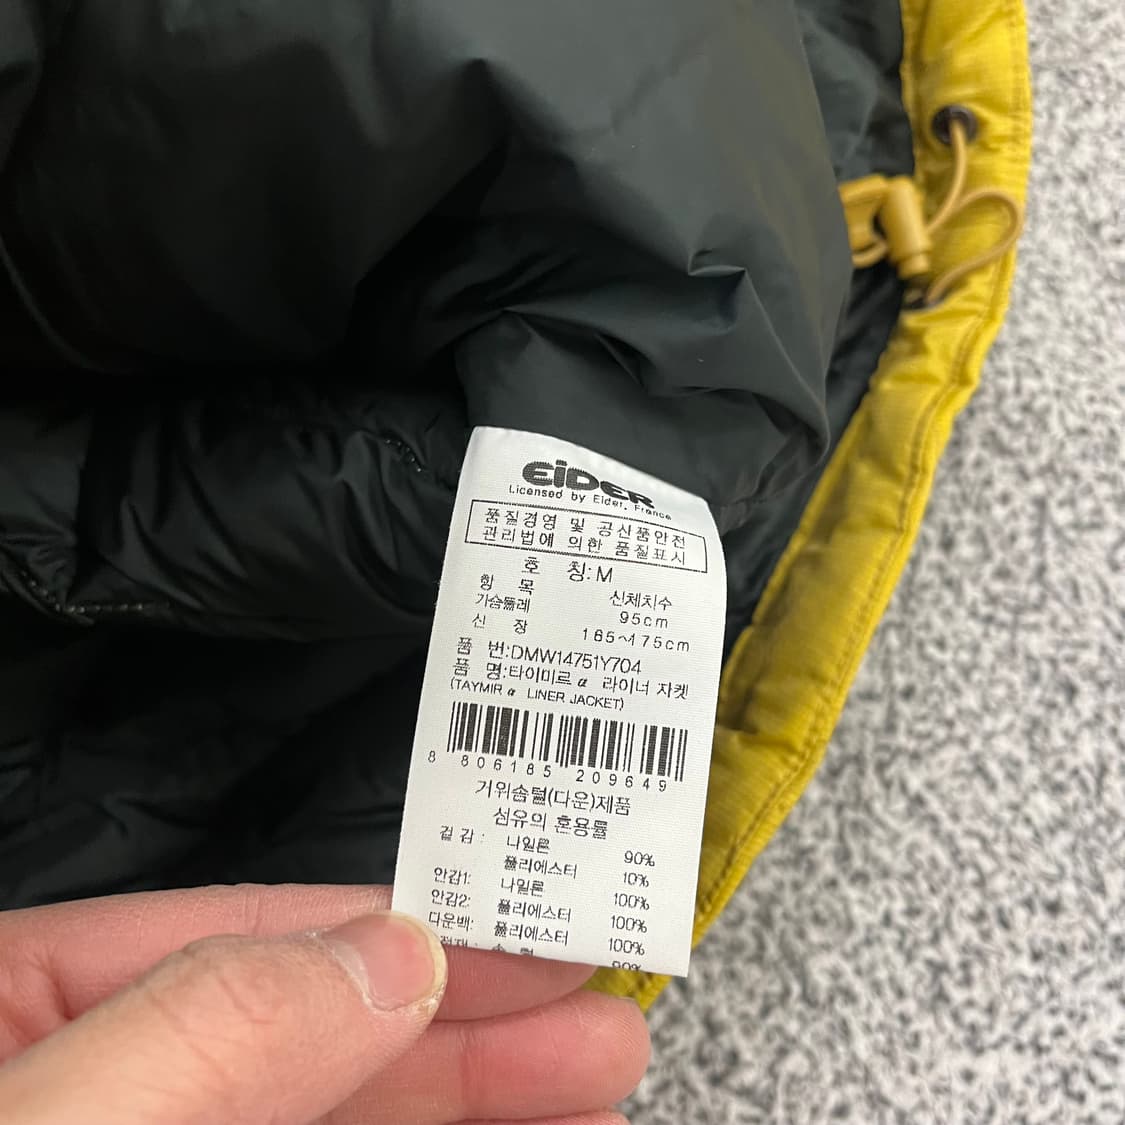 EiDER
Licensed by Eider, France
품질경영 및 공산품안전
관리법에 의한 품질표시
호 칭: M
항 목 신체치수
가슴둘레 95cm
신 장 165~175cm
품 번:DMW14751Y704
품 명:타이미르 α 라이너 자켓
(TAYMIR α LINER JACKET)
8 806185 209649
거위솜털(다운)제품
섬유의 혼용률
겉감: 나일론 90%
폴리에스터 10%
안감1: 나일론 100%
안감2: 폴리에스터 100%
다운백: 폴리에스터 100%
솜 털 90%